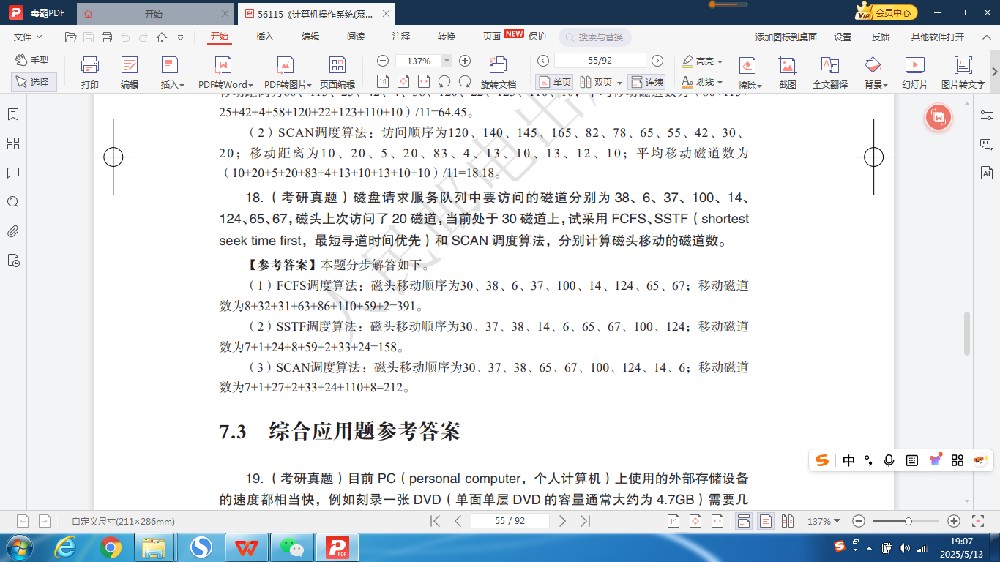 毒霸PDF
开始
56115《计算机操作系统(慕...
VIP 会员中心
文件
开始
插入
编辑
阅读
注释
转换
页面
NEW
保护
搜索与替换
添加图标到桌面
设置
反馈
其他软件打开
手型
选择
打印
编辑
插入
PDF转Word
PDF转图片
页面编辑
137%
1:1
旋转文档
55/92
单页
双页
连续
高亮
划线
擦除
截图
全文翻译
背景
幻灯片
图片转文字
25+42+4+58+120+22+123+110+10）/11=64.45。
（2）SCAN调度算法：访问顺序为120、140、145、165、82、78、65、55、42、30、
20；移动距离为10、20、5、20、83、4、13、10、13、12、10；平均移动磁道数为
（10+20+5+20+83+4+13+10+13+10+10）/11=18.18。
18.（考研真题）磁盘请求服务队列中要访问的磁道分别为 38、6、37、100、14、
124、65、67，磁头上次访问了 20 磁道，当前处于 30 磁道上，试采用 FCFS、SSTF（shortest
seek time first，最短寻道时间优先）和 SCAN 调度算法，分别计算磁头移动的磁道数。
【参考答案】本题分步解答如下。
（1）FCFS调度算法：磁头移动顺序为30、38、6、37、100、14、124、65、67；移动磁道
数为8+32+31+63+86+110+59+2=391。
（2）SSTF调度算法：磁头移动顺序为30、37、38、14、6、65、67、100、124；移动磁道
数为7+1+24+8+59+2+33+24=158。
（3）SCAN调度算法：磁头移动顺序为30、37、38、65、67、100、124、14、6；移动磁道
数为7+1+27+2+33+24+110+8=212。
7.3 综合应用题参考答案
19.（考研真题）目前 PC（personal computer，个人计算机）上使用的外部存储设备
的速度都相当快，例如刻录一张 DVD（单面单层 DVD 的容量通常大约为 4.7GB）需要几
人民邮电出
中
自定义尺寸(211×286mm)
55 / 92
1:1
137%
PDF
19:07
2025/5/13